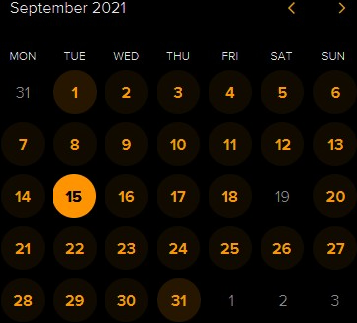 September 2021
MON TUE WED THU FRI SAT SUN
31 1 2 3 4 5 6
7 8 9 10 11 12 13
14 15 16 17 18 19 20
21 22 23 24 25 26 27
28 29 30 31 1 2 3